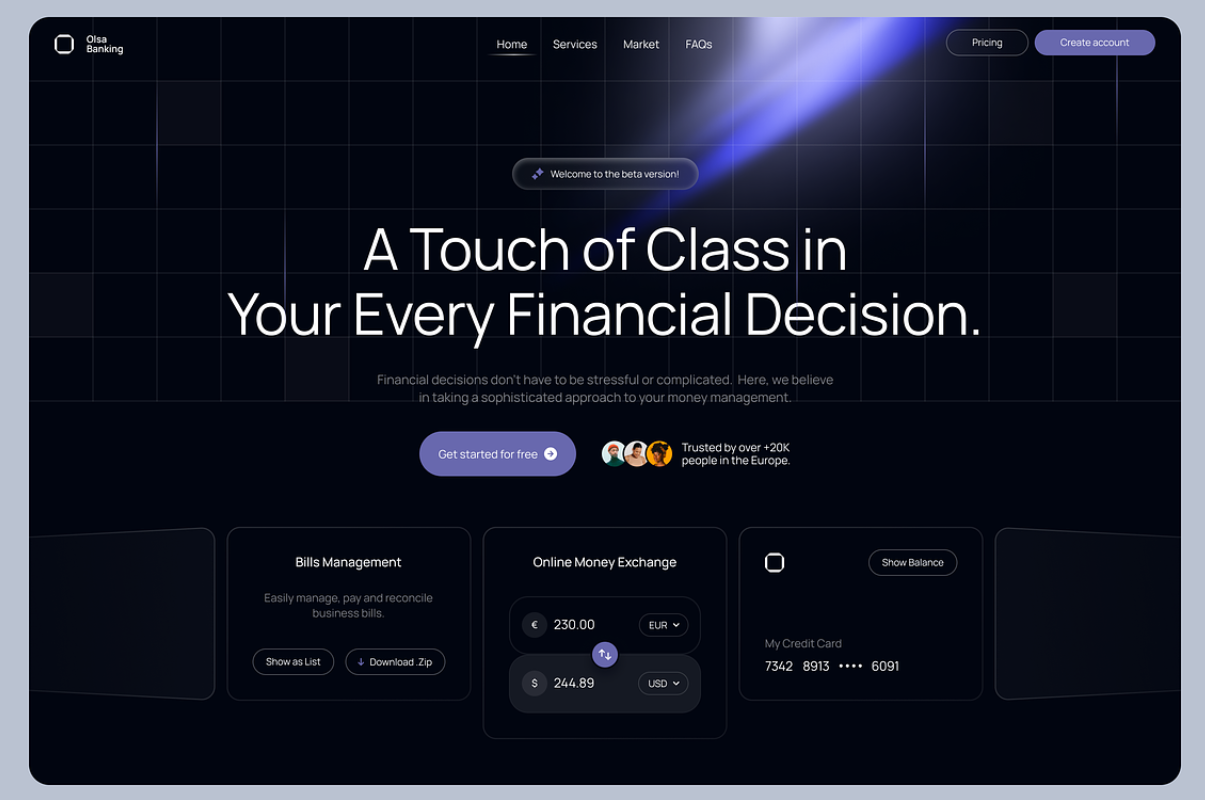 Olsa
Banking
Home
Services
Market
FAQs
Pricing
Create account
Welcome to the beta version!
A Touch of Class in
Your Every Financial Decision.
Financial decisions don't have to be stressful or complicated. Here, we believe
in taking a sophisticated approach to your money management.
Get started for free
Trusted by over +20K
people in the Europe.
Bills Management
Easily manage, pay and reconcile
business bills.
Show as List
Download .Zip
Online Money Exchange
€ 230.00 EUR
$ 244.89 USD
Show Balance
My Credit Card
7342 8913 •••• 6091